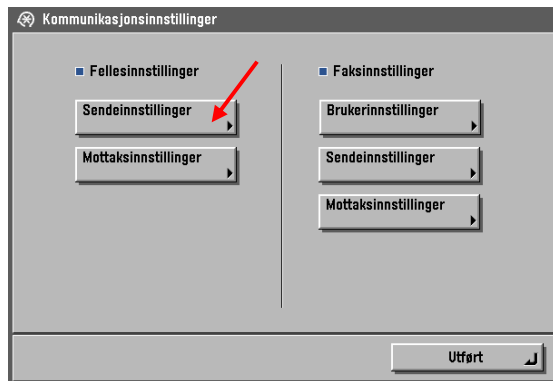 Kommunikasjonsinnstillinger
Fellesinnstillinger
Sendeinnstillinger
Mottaksinnstillinger
Faksinnstillinger
Brukerinnstillinger
Sendeinnstillinger
Mottaksinnstillinger
Utført